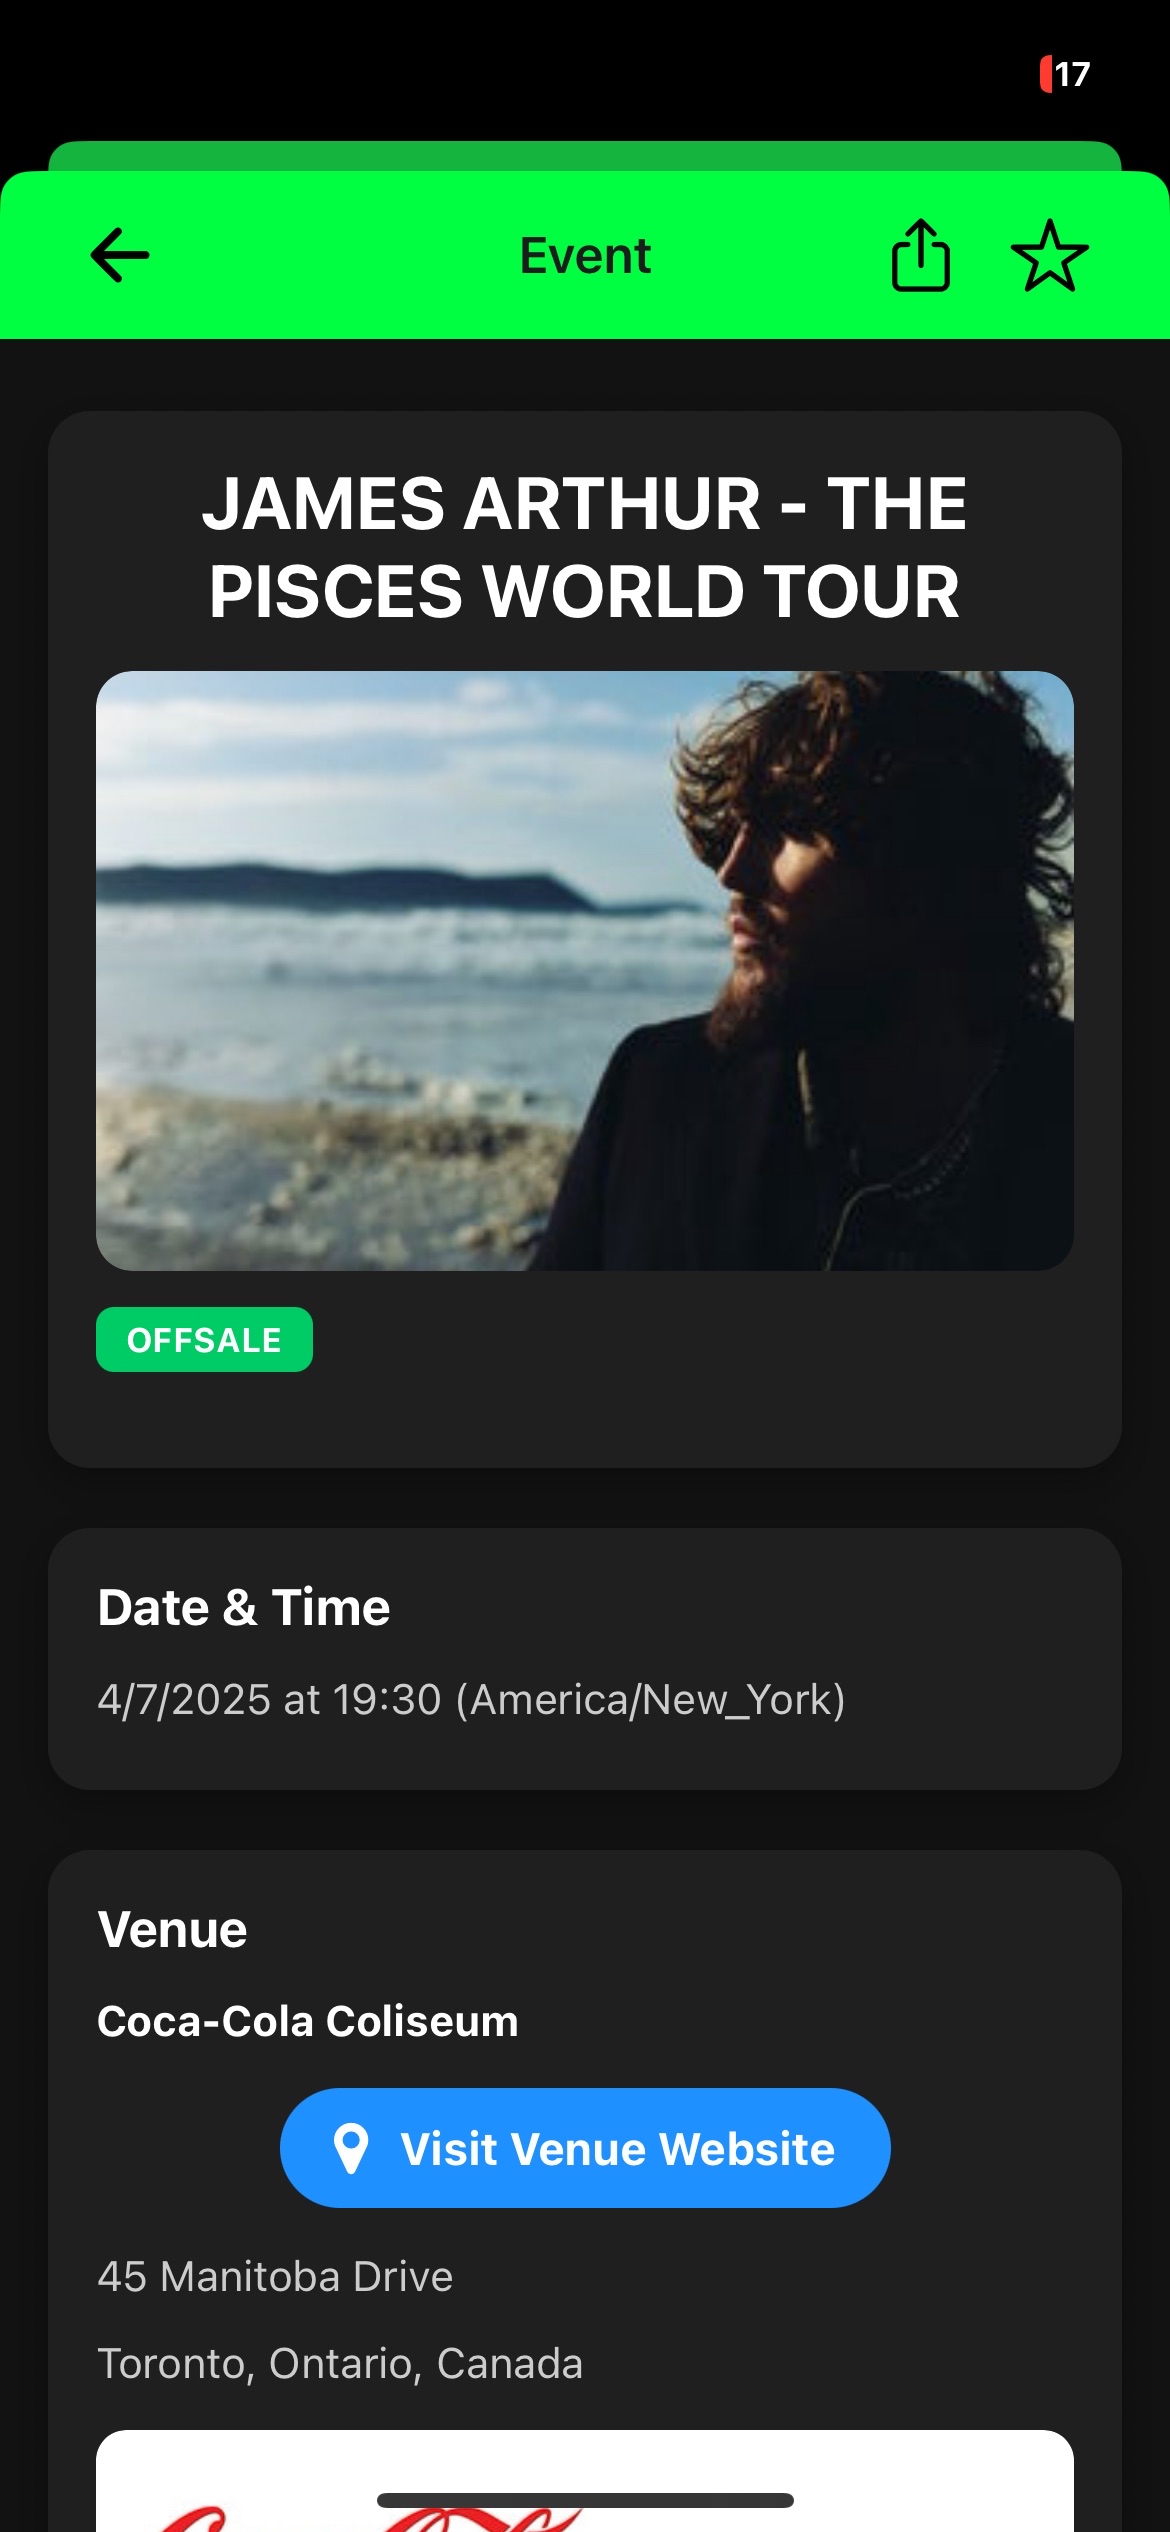 17
Event
JAMES ARTHUR - THE
PISCES WORLD TOUR
OFFSALE
Date & Time
4/7/2025 at 19:30 (America/New_York)
Venue
Coca-Cola Coliseum
Visit Venue Website
45 Manitoba Drive
Toronto, Ontario, Canada